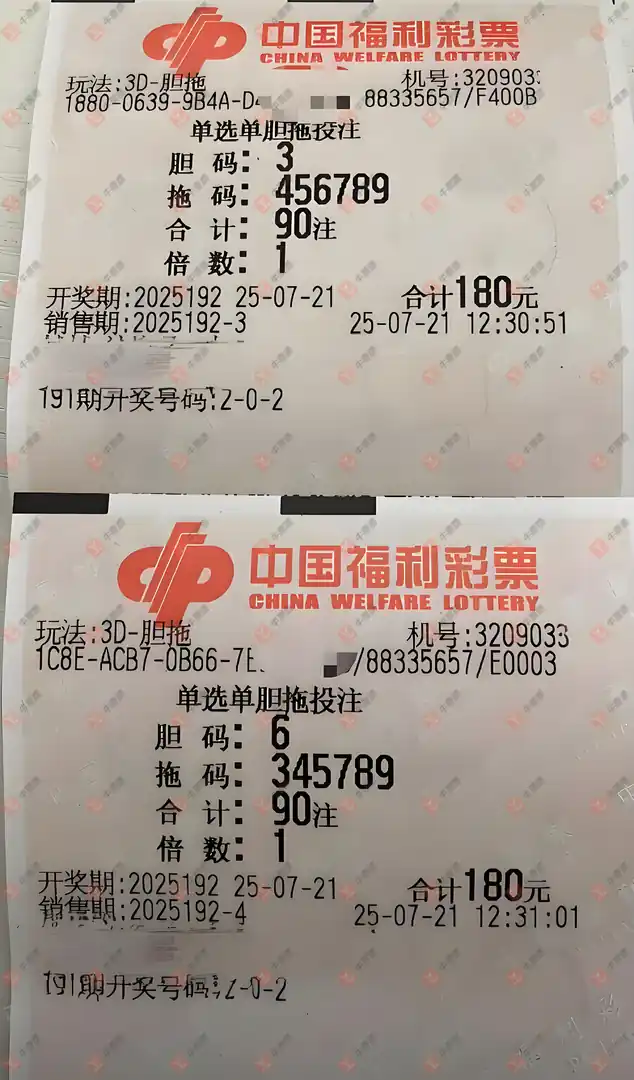 中国福利彩票
CHINA WELFARE LOTTERY
玩法:3D-胆拖 机号:320903
1880-0639-9B4A-D 88335657/F400B
单选单胆拖投注
胆 码: 3
拖 码: 456789
合 计: 90注
倍 数: 1
开奖期:2025192 25-07-21 合计180元
销售期:2025192-3 25-07-21 12:30:51
191期开奖号码:2-0-2
中国福利彩票
CHINA WELFARE LOTTERY
玩法:3D-胆拖 机号:3209033
1C8E-ACB7-0B66-7E /88335657/E0003
单选单胆拖投注
胆 码: 6
拖 码: 345789
合 计: 90注
倍 数: 1
开奖期:2025192 25-07-21 合计180元
销售期:2025192-4 25-07-21 12:31:01
191期开奖号码:2-0-2